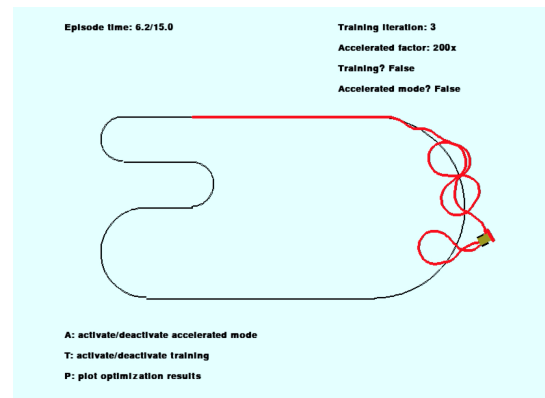 Episode time: 6.2/15.0
Training iteration: 3
Accelerated factor: 200x
Training? False
Accelerated mode? False
A: activate/deactivate accelerated mode
T: activate/deactivate training
P: plot optimization results